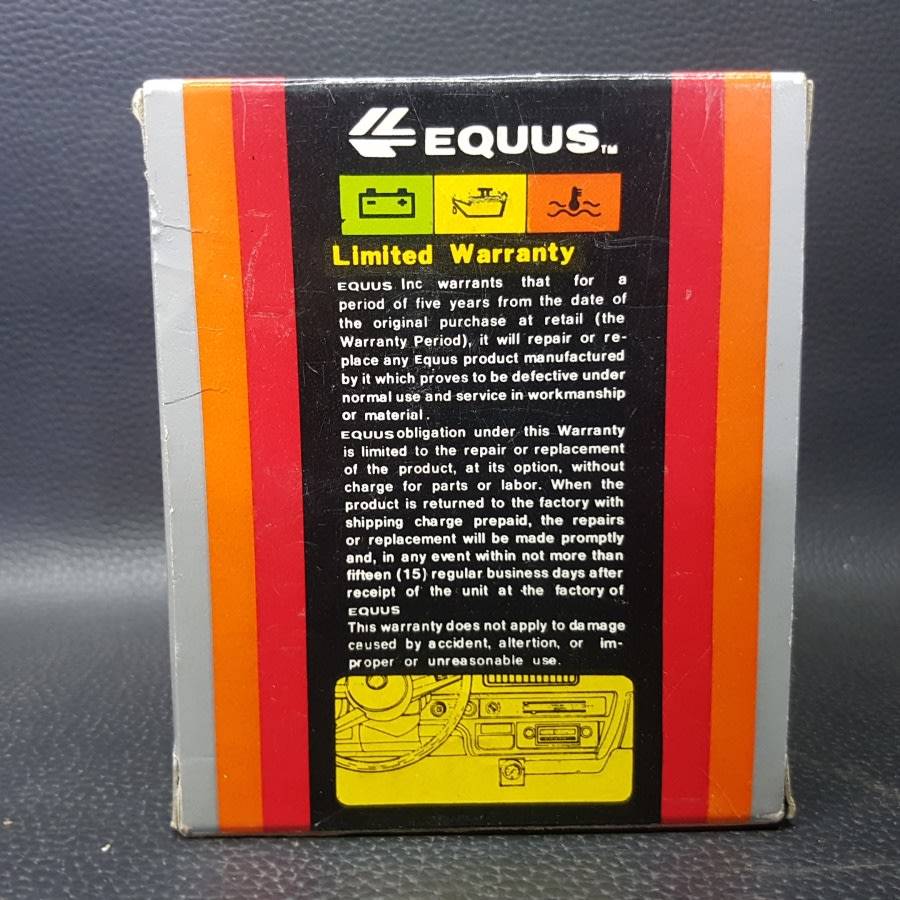 EQUUS™
Limited Warranty
EQUUS Inc warrants that for a
period of five years from the date of
the original purchase at retail (the
Warranty Period), it will repair or re-
place any Equus product manufactured
by it which proves to be defective under
normal use and service in workmanship
or material.
EQUUS obligation under this Warranty
is limited to the repair or replacement
of the product, at its option, without
charge for parts or labor. When the
product is returned to the factory with
shipping charge prepaid, the repairs
or replacement will be made promptly
and, in any event within not more than
fifteen (15) regular business days after
receipt of the unit at the factory of
EQUUS
This warranty does not apply to damage
caused by accident, altertion, or im-
proper or unreasonable use.